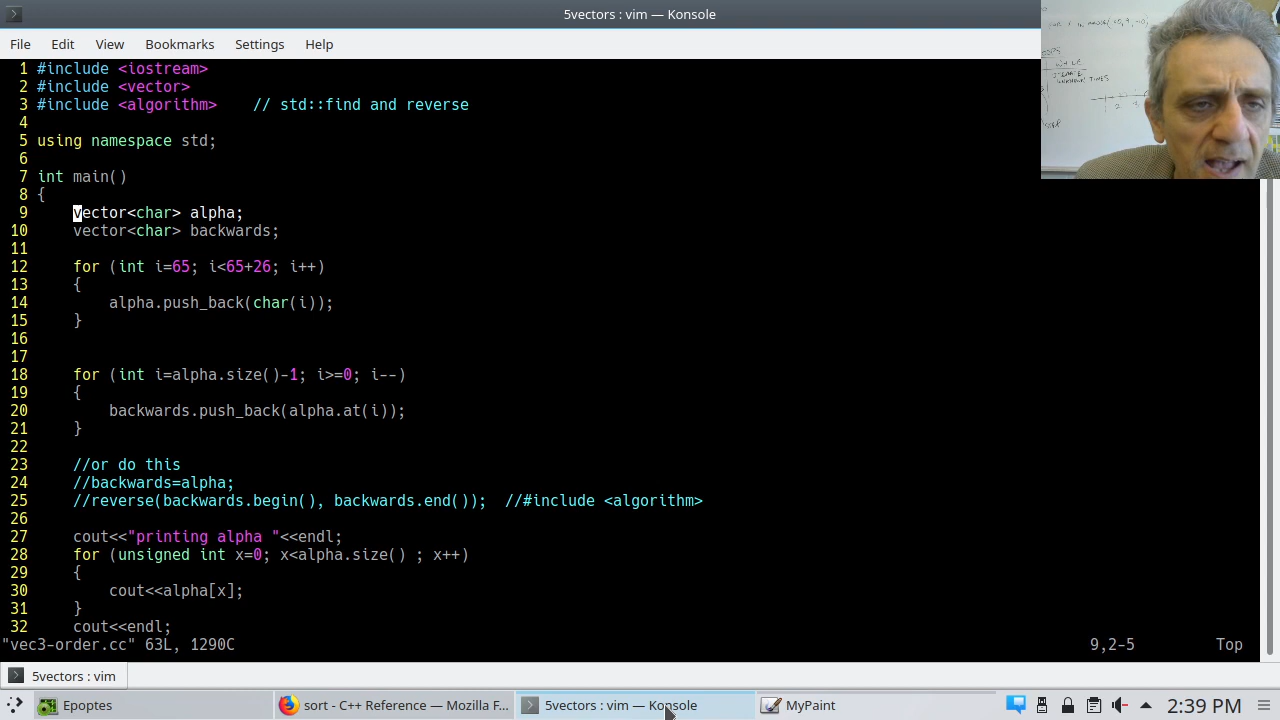 5vectors : vim — Konsole
File Edit View Bookmarks Settings Help
1 #include <iostream>
2 #include <vector>
3 #include <algorithm>    // std::find and reverse
4
5 using namespace std;
6
7 int main()
8 {
9     vector<char> alpha;
10     vector<char> backwards;
11
12     for (int i=65; i<65+26; i++)
13     {
14         alpha.push_back(char(i));
15     }
16
17
18     for (int i=alpha.size()-1; i>=0; i--)
19     {
20         backwards.push_back(alpha.at(i));
21     }
22
23     //or do this
24     //backwards=alpha;
25     //reverse(backwards.begin(), backwards.end());  //#include <algorithm>
26
27     cout<<"printing alpha "<<endl;
28     for (unsigned int x=0; x<alpha.size() ; x++)
29     {
30         cout<<alpha[x];
31     }
32     cout<<endl;
"vec3-order.cc" 63L, 1290C 9,2-5 Top
5vectors : vim
Epoptes sort - C++ Reference — Mozilla F... 5vectors : vim — Konsole MyPaint 2:39 PM